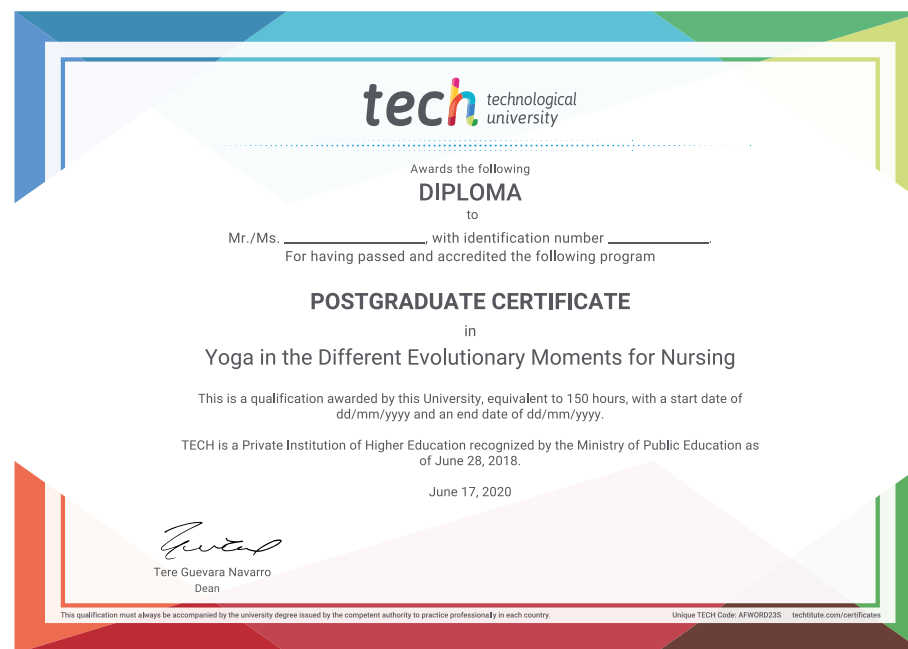 tech technological
university
Awards the following
DIPLOMA
to
Mr./Ms. ________________, with identification number ____________.
For having passed and accredited the following program
POSTGRADUATE CERTIFICATE
in
Yoga in the Different Evolutionary Moments for Nursing
This is a qualification awarded by this University, equivalent to 150 hours, with a start date of
dd/mm/yyyy and an end date of dd/mm/yyyy.
TECH is a Private Institution of Higher Education recognized by the Ministry of Public Education as
of June 28, 2018.
June 17, 2020
Tere Guevara Navarro
Dean
This qualification must always be accompanied by the university degree issued by the competent authority to practice professionally in each country. Unique TECH Code: AFWORD23S techtitute.com/certificates